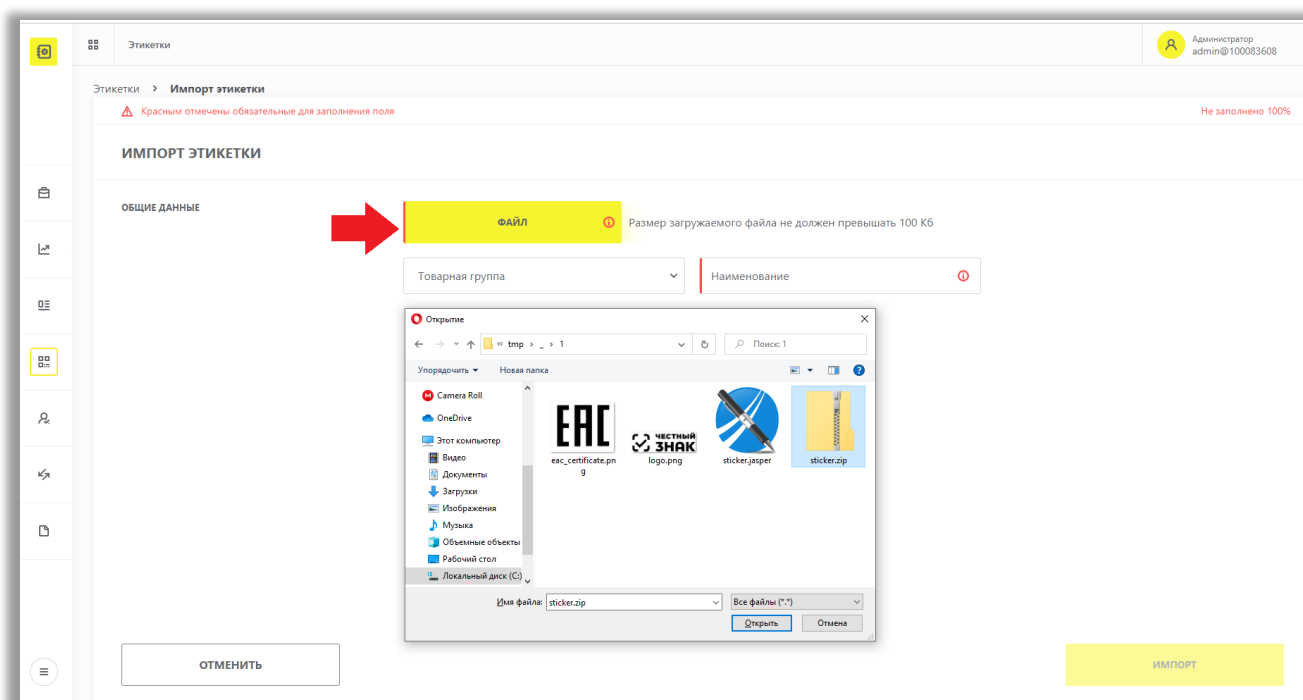 Этикетки
Администратор
admin@100083608
Этикетки > Импорт этикетки
Красным отмечены обязательные для заполнения поля
Не заполнено 100%
ИМПОРТ ЭТИКЕТКИ
ОБЩИЕ ДАННЫЕ
ФАЙЛ
Размер загружаемого файла не должен превышать 100 Кб
Товарная группа
Наименование
Открытие
« tmp > _ > 1
Поиск: 1
Упорядочить
Новая папка
Camera Roll
OneDrive
Этот компьютер
Видео
Документы
Загрузки
Изображения
Музыка
Объемные объекты
Рабочий стол
Локальный диск (C:)
EAC
eac_certificate.pn
g
ЧЕСТНЫЙ
ЗНАК
logo.png
sticker.jasper
sticker.zip
Имя файла:
sticker.zip
Все файлы (*.*)
Открыть
Отмена
ОТМЕНИТЬ
ИМПОРТ